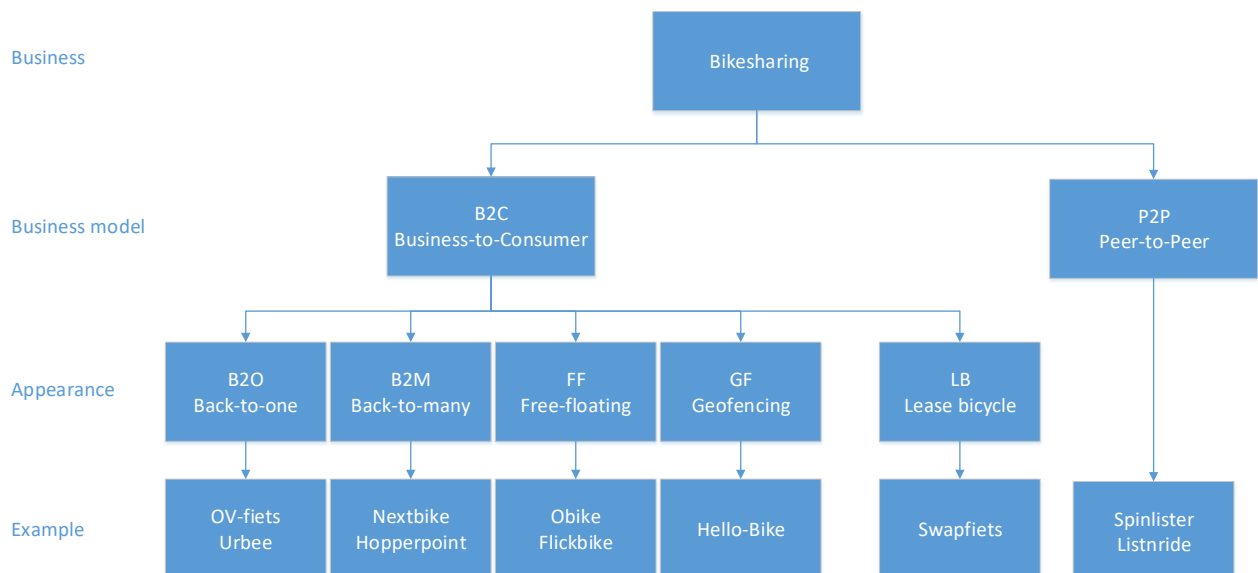 Business
Bikesharing
Business model
B2C
Business-to-Consumer
P2P
Peer-to-Peer
Appearance
B2O
Back-to-one
B2M
Back-to-many
FF
Free-floating
GF
Geofencing
LB
Lease bicycle
Example
OV-fiets
Urbee
Nextbike
Hopperpoint
Obike
Flickbike
Hello-Bike
Swapfiets
Spinlister
Listnride